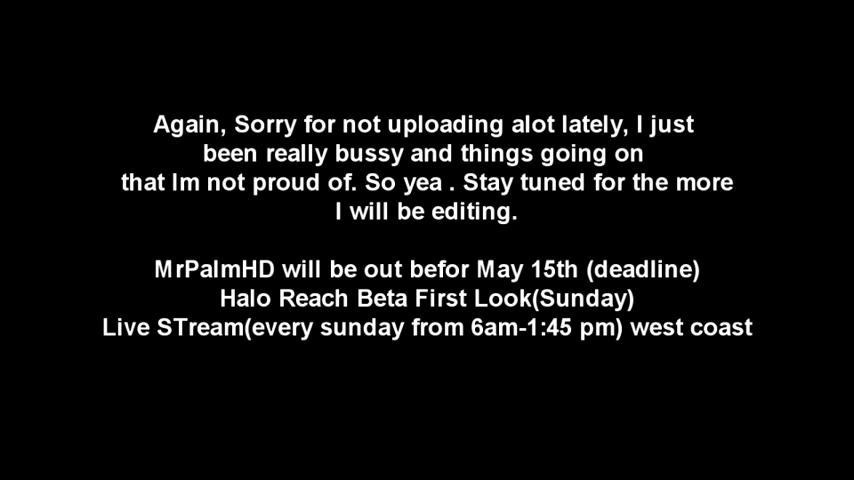 Again, Sorry for not uploading alot lately, I just
been really bussy and things going on
that Im not proud of. So yea . Stay tuned for the more
I will be editing.
MrPalmHD will be out befor May 15th (deadline)
Halo Reach Beta First Look(Sunday)
Live STream(every sunday from 6am-1:45 pm) west coast